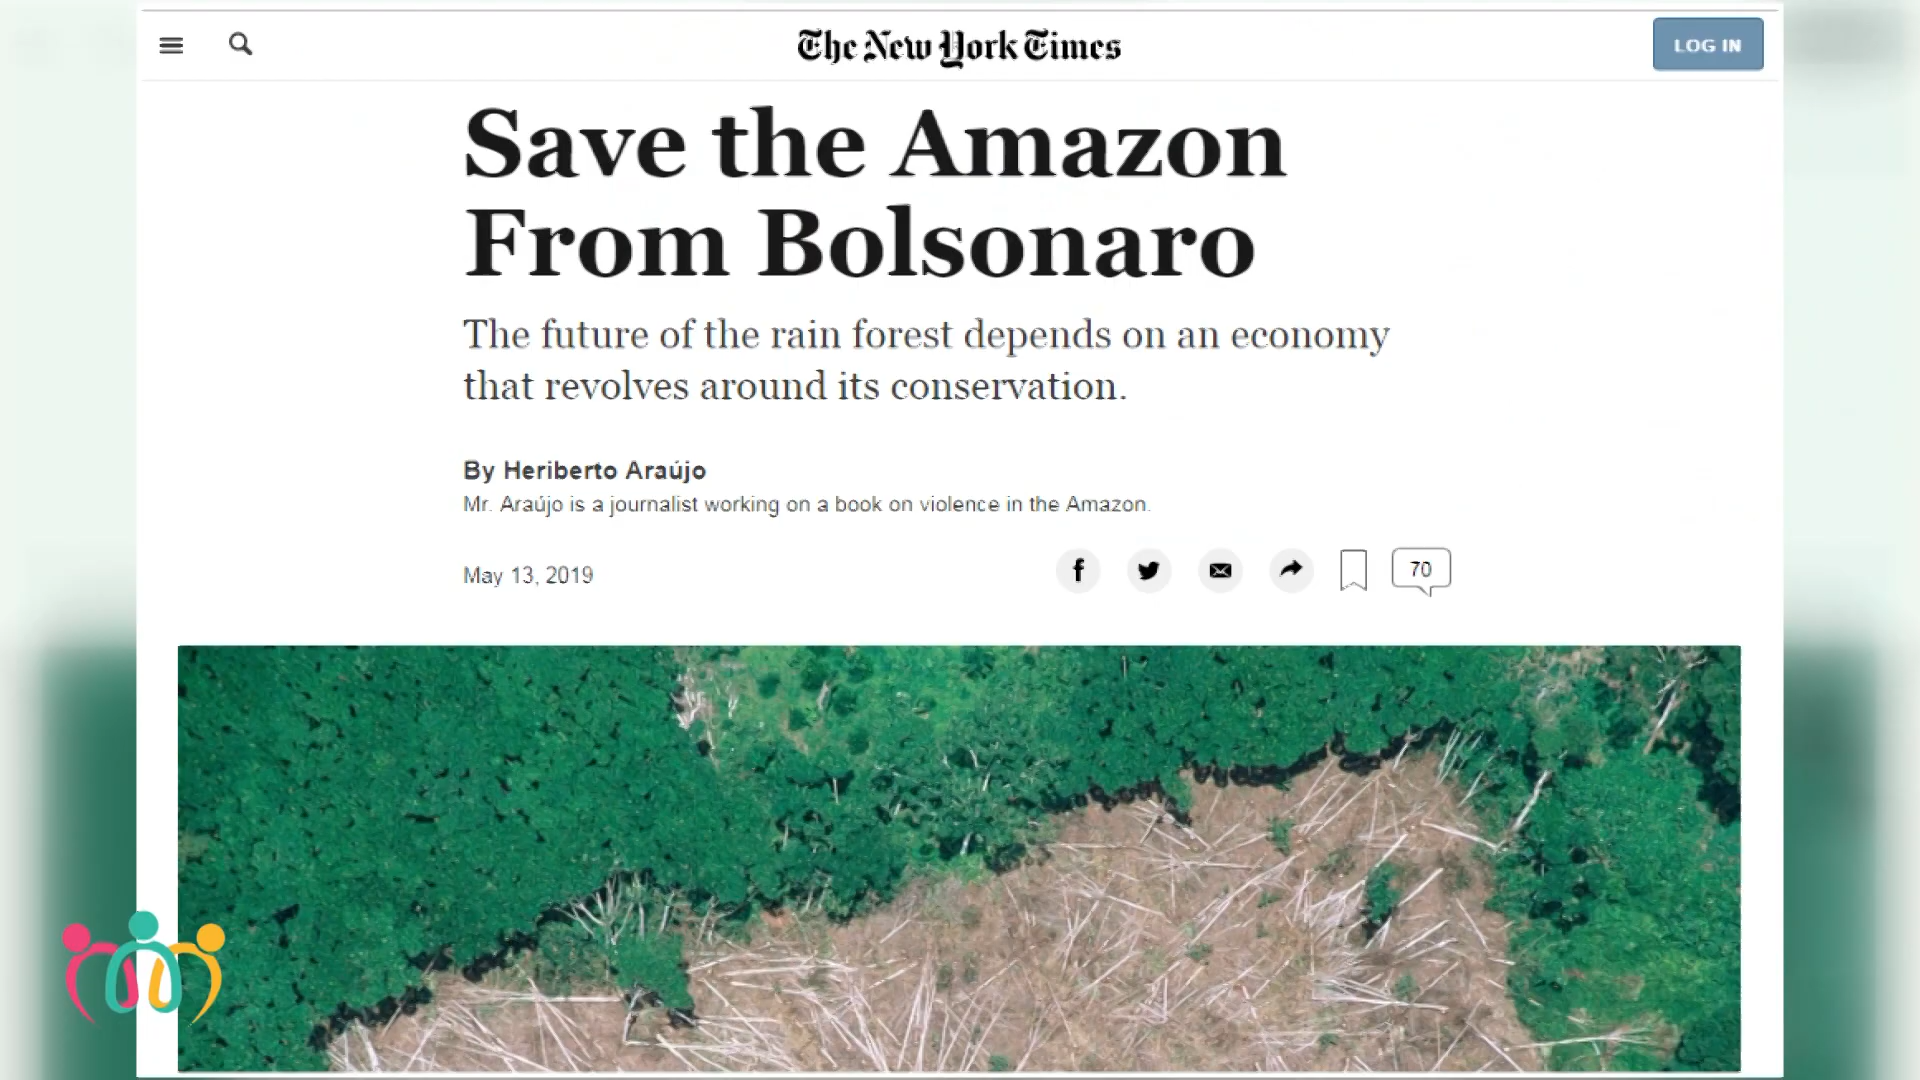 The New York Times
LOG IN
Save the Amazon
From Bolsonaro
The future of the rain forest depends on an economy
that revolves around its conservation.
By Heriberto Araújo
Mr. Araújo is a journalist working on a book on violence in the Amazon.
May 13, 2019
70